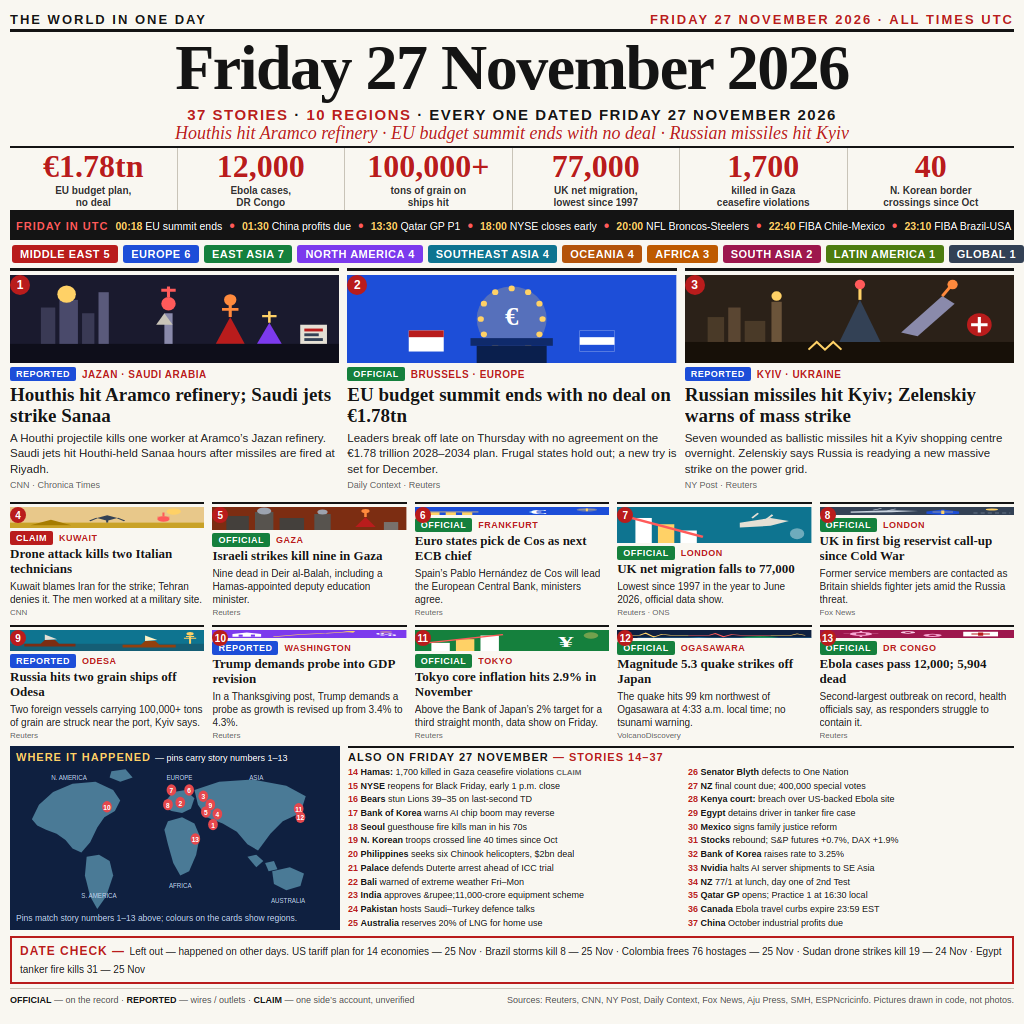 THE WORLD IN ONE DAY
FRIDAY 27 NOVEMBER 2026 · ALL TIMES UTC
Friday 27 November 2026
37 STORIES · 10 REGIONS · EVERY ONE DATED FRIDAY 27 NOVEMBER 2026
Houthis hit Aramco refinery · EU budget summit ends with no deal · Russian missiles hit Kyiv
€1.78tn
EU budget plan,
no deal
12,000
Ebola cases,
DR Congo
100,000+
tons of grain on
ships hit
77,000
UK net migration,
lowest since 1997
1,700
killed in Gaza
ceasefire violations
40
N. Korean border
crossings since Oct
FRIDAY IN UTC 00:18 EU summit ends • 01:30 China profits due • 13:30 Qatar GP P1 • 18:00 NYSE closes early • 20:00 NFL Broncos-Steelers • 22:40 FIBA Chile-Mexico • 23:10 FIBA Brazil-USA
MIDDLE EAST 5 EUROPE 6 EAST ASIA 7 NORTH AMERICA 4 SOUTHEAST ASIA 4 OCEANIA 4 AFRICA 3 SOUTH ASIA 2 LATIN AMERICA 1 GLOBAL 1
1
REPORTED JAZAN · SAUDI ARABIA
Houthis hit Aramco refinery; Saudi jets
strike Sanaa
A Houthi projectile kills one worker at Aramco's Jazan refinery.
Saudi jets hit Houthi-held Sanaa hours after missiles are fired at
Riyadh.
CNN · Chronica Times
2
€
OFFICIAL BRUSSELS · EUROPE
EU budget summit ends with no deal on
€1.78tn
Leaders break off late on Thursday with no agreement on the
€1.78 trillion 2028–2034 plan. Frugal states hold out; a new try is
set for December.
Daily Context · Reuters
3
REPORTED KYIV · UKRAINE
Russian missiles hit Kyiv; Zelenskiy
warns of mass strike
Seven wounded as ballistic missiles hit a Kyiv shopping centre
overnight. Zelenskiy says Russia is readying a new massive
strike on the power grid.
NY Post · Reuters
4
CLAIM KUWAIT
Drone attack kills two Italian
technicians
Kuwait blames Iran for the strike; Tehran
denies it. The men worked at a military site.
CNN
5
OFFICIAL GAZA
Israeli strikes kill nine in Gaza
Nine dead in Deir al-Balah, including a
Hamas-appointed deputy education
minister.
Reuters
6
OFFICIAL FRANKFURT
Euro states pick de Cos as next
ECB chief
Spain's Pablo Hernández de Cos will lead
the European Central Bank, ministers
agree.
Reuters
7
OFFICIAL LONDON
UK net migration falls to 77,000
Lowest since 1997 in the year to June
2026, official data show.
Reuters · ONS
8
OFFICIAL LONDON
UK in first big reservist call-up
since Cold War
Former service members are contacted as
Britain shields fighter jets amid the Russia
threat.
Fox News
9
REPORTED ODESA
Russia hits two grain ships off
Odesa
Two foreign vessels carrying 100,000+ tons
of grain are struck near the port, Kyiv says.
Reuters
10
REPORTED WASHINGTON
Trump demands probe into GDP
revision
In a Thanksgiving post, Trump demands a
probe as growth is revised up from 3.4% to
4.3%.
Reuters
11
¥
OFFICIAL TOKYO
Tokyo core inflation hits 2.9% in
November
Above the Bank of Japan's 2% target for a
third straight month, data show on Friday.
Reuters
12
OFFICIAL OGASAWARA
Magnitude 5.3 quake strikes off
Japan
The quake hits 99 km northwest of
Ogasawara at 4:33 a.m. local time; no
tsunami warning.
VolcanoDiscovery
13
OFFICIAL DR CONGO
Ebola cases pass 12,000; 5,904
dead
Second-largest outbreak on record, health
officials say, as responders struggle to
contain it.
Reuters
WHERE IT HAPPENED — pins carry story numbers 1–13
N. AMERICA
EUROPE
ASIA
S. AMERICA
AFRICA
AUSTRALIA
7
6
8
2
3
9
5
4
1
10
11
12
13
Pins match story numbers 1–13 above; colours on the cards show regions.
ALSO ON FRIDAY 27 NOVEMBER — STORIES 14–37
14 Hamas: 1,700 killed in Gaza ceasefire violations CLAIM
15 NYSE reopens for Black Friday, early 1 p.m. close
16 Bears stun Lions 39–35 on last-second TD
17 Bank of Korea warns AI chip boom may reverse
18 Seoul guesthouse fire kills man in his 70s
19 N. Korean troops crossed line 40 times since Oct
20 Philippines seeks six Chinook helicopters, $2bn deal
21 Palace defends Duterte arrest ahead of ICC trial
22 Bali warned of extreme weather Fri–Mon
23 India approves &rupee;11,000-crore equipment scheme
24 Pakistan hosts Saudi–Turkey defence talks
25 Australia reserves 20% of LNG for home use
26 Senator Blyth defects to One Nation
27 NZ final count due; 400,000 special votes
28 Kenya court: breach over US-backed Ebola site
29 Egypt detains driver in tanker fire case
30 Mexico signs family justice reform
31 Stocks rebound; S&P futures +0.7%, DAX +1.9%
32 Bank of Korea raises rate to 3.25%
33 Nvidia halts AI server shipments to SE Asia
34 NZ 77/1 at lunch, day one of 2nd Test
35 Qatar GP opens; Practice 1 at 16:30 local
36 Canada Ebola travel curbs expire 23:59 EST
37 China October industrial profits due
DATE CHECK — Left out — happened on other days. US tariff plan for 14 economies — 25 Nov · Brazil storms kill 8 — 25 Nov · Colombia frees 76 hostages — 25 Nov · Sudan drone strikes kill 19 — 24 Nov · Egypt
tanker fire kills 31 — 25 Nov
OFFICIAL — on the record · REPORTED — wires / outlets · CLAIM — one side's account, unverified
Sources: Reuters, CNN, NY Post, Daily Context, Fox News, Aju Press, SMH, ESPNcricinfo. Pictures drawn in code, not photos.